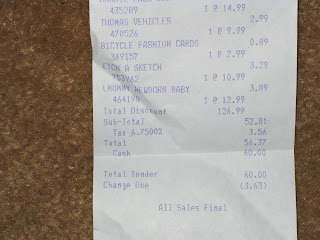 4352R9 1 @ 14.99
THOMAS VEHICLES 2.99
470526 1 @ 9.99
BICYCLE FASHION CARDS 0.89
369157 1 @ 2.99
ETCH A SKETCH 3.29
753962 1 @ 10.99
NEWBORN BABY 3.89
464190 1 @ 12.99
Total Discount 126.99
Sub-Total 52.81
Tax 6.7500% 3.56
Total 56.37
Cash 60.00
Total Tender 60.00
Change Due (3.63)
All Sales Final